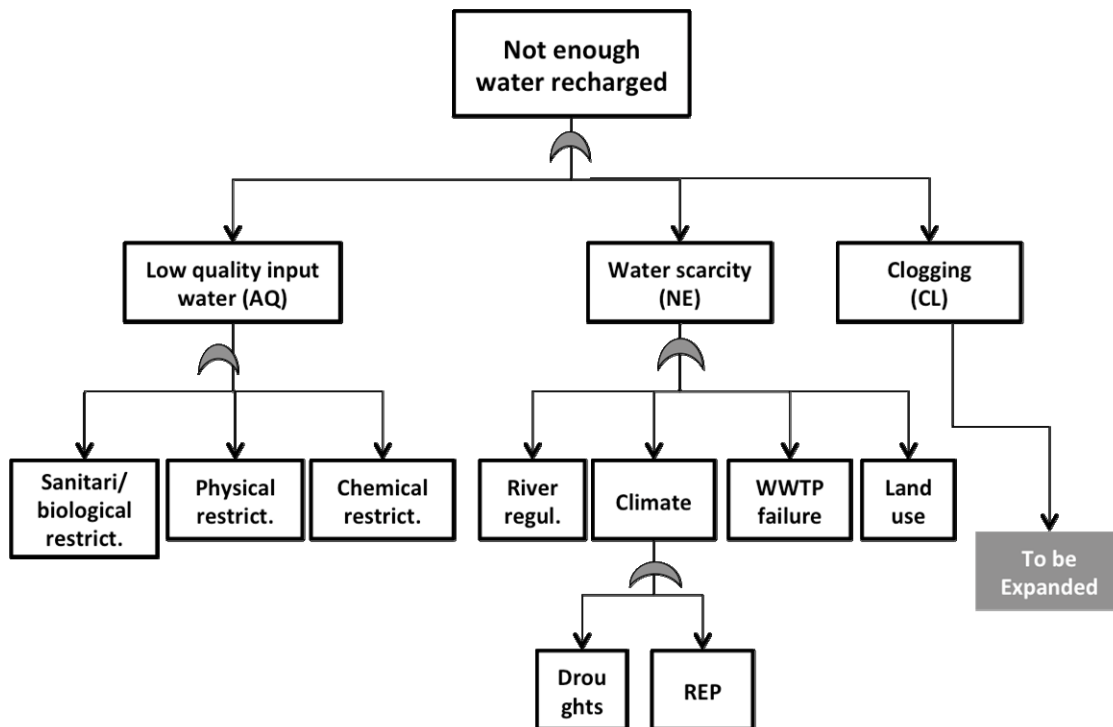 Not enough
water recharged
Low quality input
water (AQ)
Water scarcity
(NE)
Clogging
(CL)
Sanitari/
biological
restrict.
Physical
restrict.
Chemical
restrict.
River
regul.
Climate
WWTP
failure
Land
use
To be
Expanded
Drou
ghts
REP